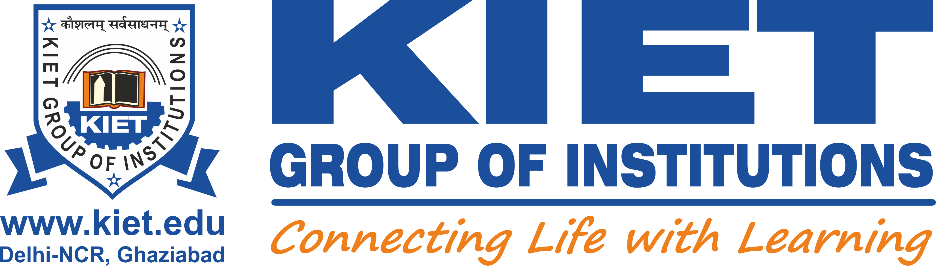 कौशलम् सर्वसाधनम्
KIET GROUP OF INSTITUTIONS
KIET
www.kiet.edu
Delhi-NCR, Ghaziabad
KIET
GROUP OF INSTITUTIONS
Connecting Life with Learning